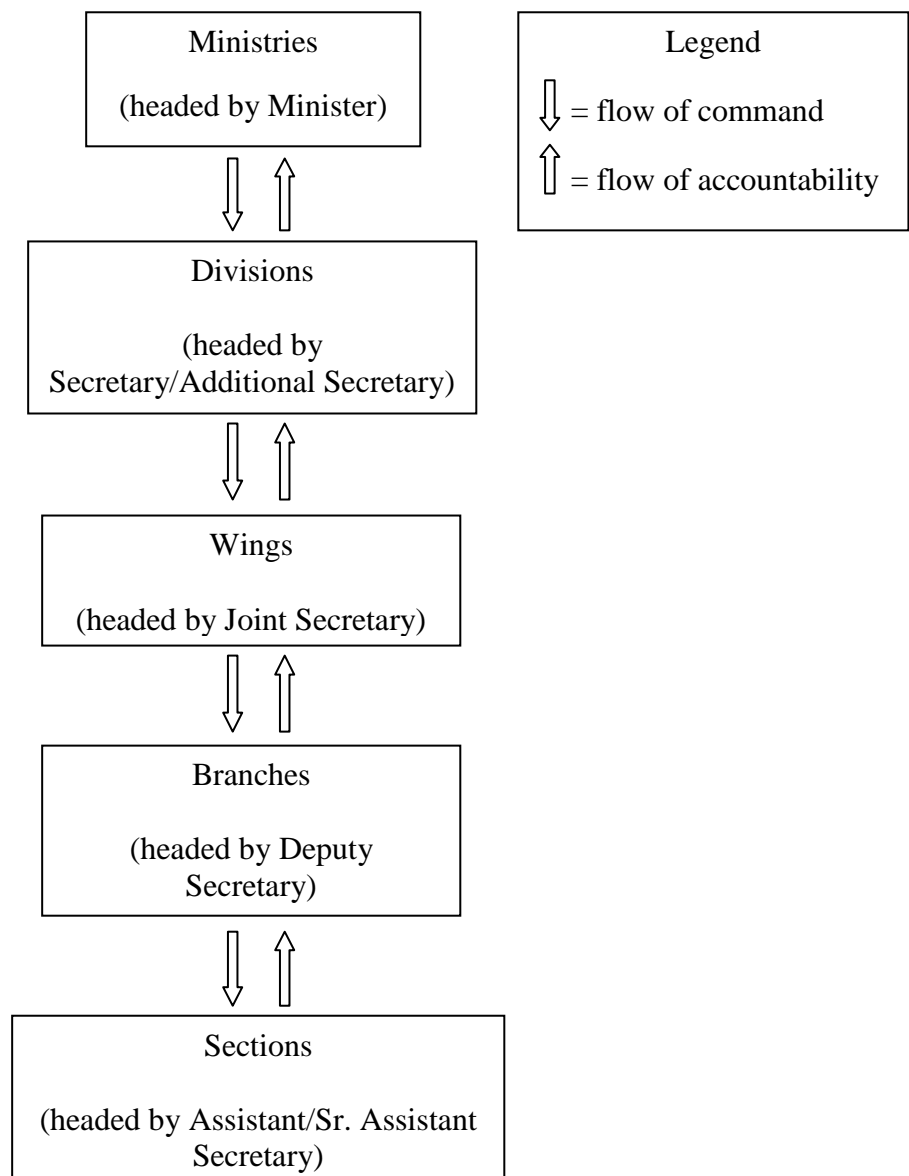 Ministries
(headed by Minister)
Legend
= flow of command
= flow of accountability
Divisions
(headed by
Secretary/Additional Secretary)
Wings
(headed by Joint Secretary)
Branches
(headed by Deputy
Secretary)
Sections
(headed by Assistant/Sr. Assistant
Secretary)